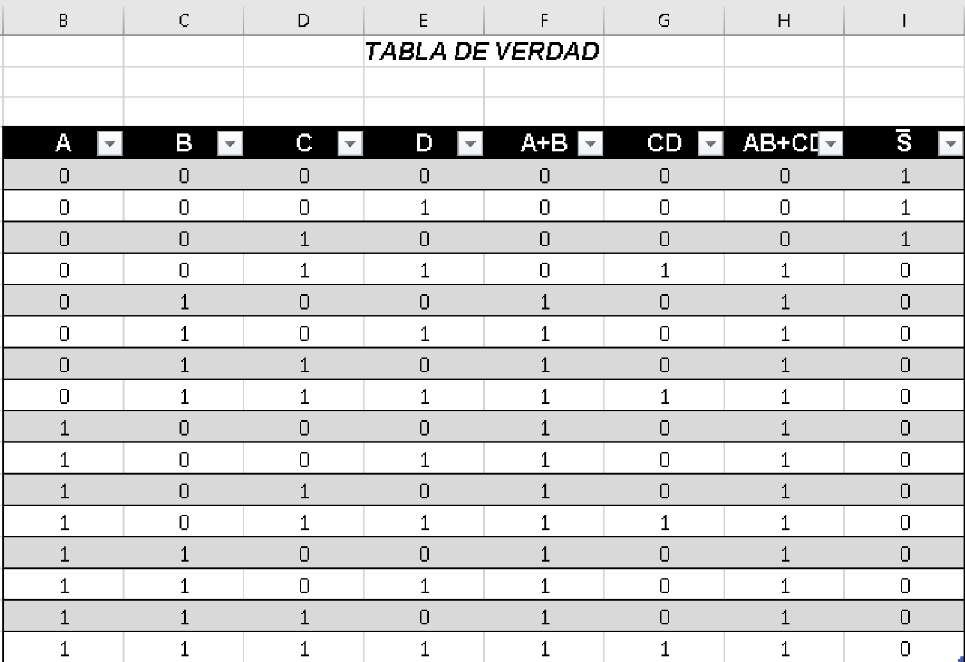 B C D E F G H I
TABLA DE VERDAD
A B C D A+B CD AB+CD S̅
0 0 0 0 0 0 0 1
0 0 0 1 0 0 0 1
0 0 1 0 0 0 0 1
0 0 1 1 0 1 1 0
0 1 0 0 1 0 1 0
0 1 0 1 1 0 1 0
0 1 1 0 1 0 1 0
0 1 1 1 1 1 1 0
1 0 0 0 1 0 1 0
1 0 0 1 1 0 1 0
1 0 1 0 1 0 1 0
1 0 1 1 1 1 1 0
1 1 0 0 1 0 1 0
1 1 0 1 1 0 1 0
1 1 1 0 1 0 1 0
1 1 1 1 1 1 1 0